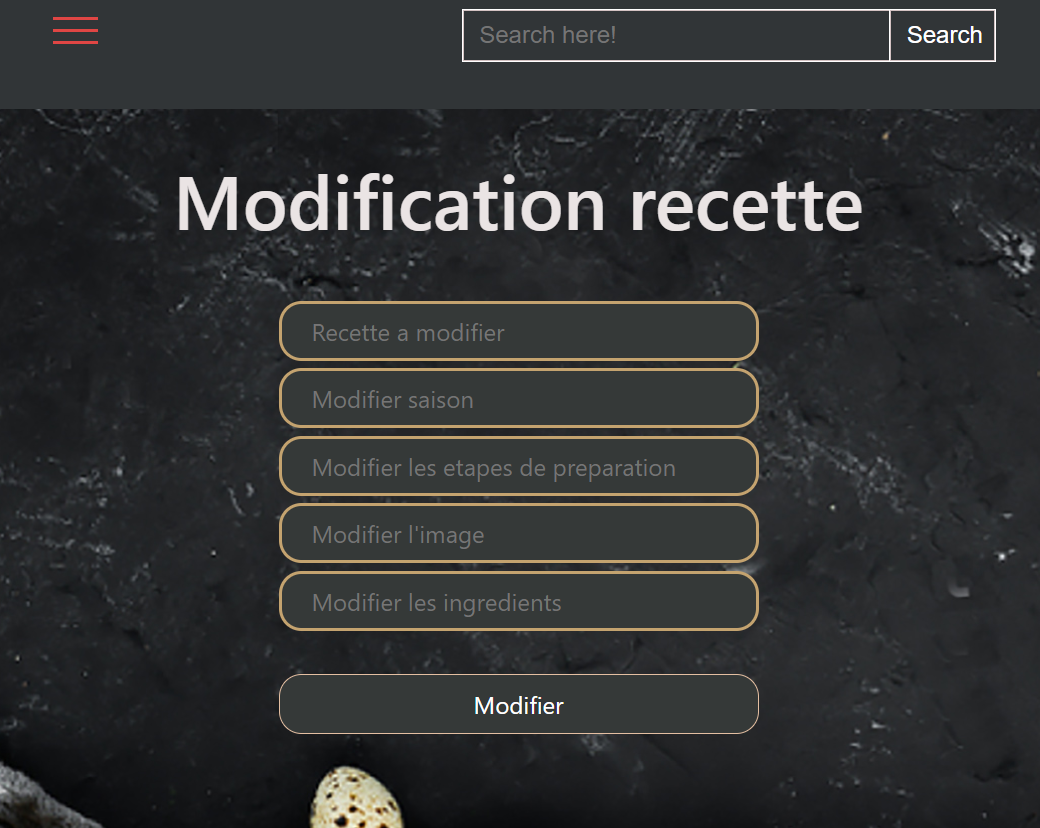 Search here!
Search
Modification recette
Recette a modifier
Modifier saison
Modifier les etapes de preparation
Modifier l'image
Modifier les ingredients
Modifier